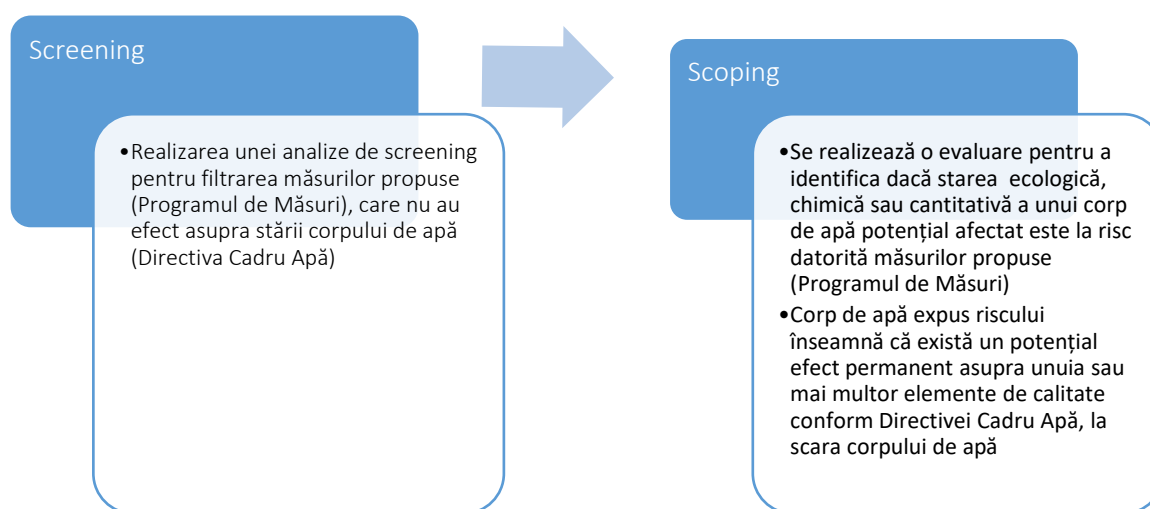 Screening
•Realizarea unei analize de screening
pentru filtrarea măsurilor propuse
(Programul de Măsuri), care nu au
efect asupra stării corpului de apă
(Directiva Cadru Apă)
Scoping
•Se realizează o evaluare pentru a
identifica dacă starea ecologică,
chimică sau cantitativă a unui corp
de apă potențial afectat este la risc
datorită măsurilor propuse
(Programul de Măsuri)
•Corp de apă expus riscului
înseamnă că există un potențial
efect permanent asupra unuia sau
mai multor elemente de calitate
conform Directivei Cadru Apă, la
scara corpului de apă